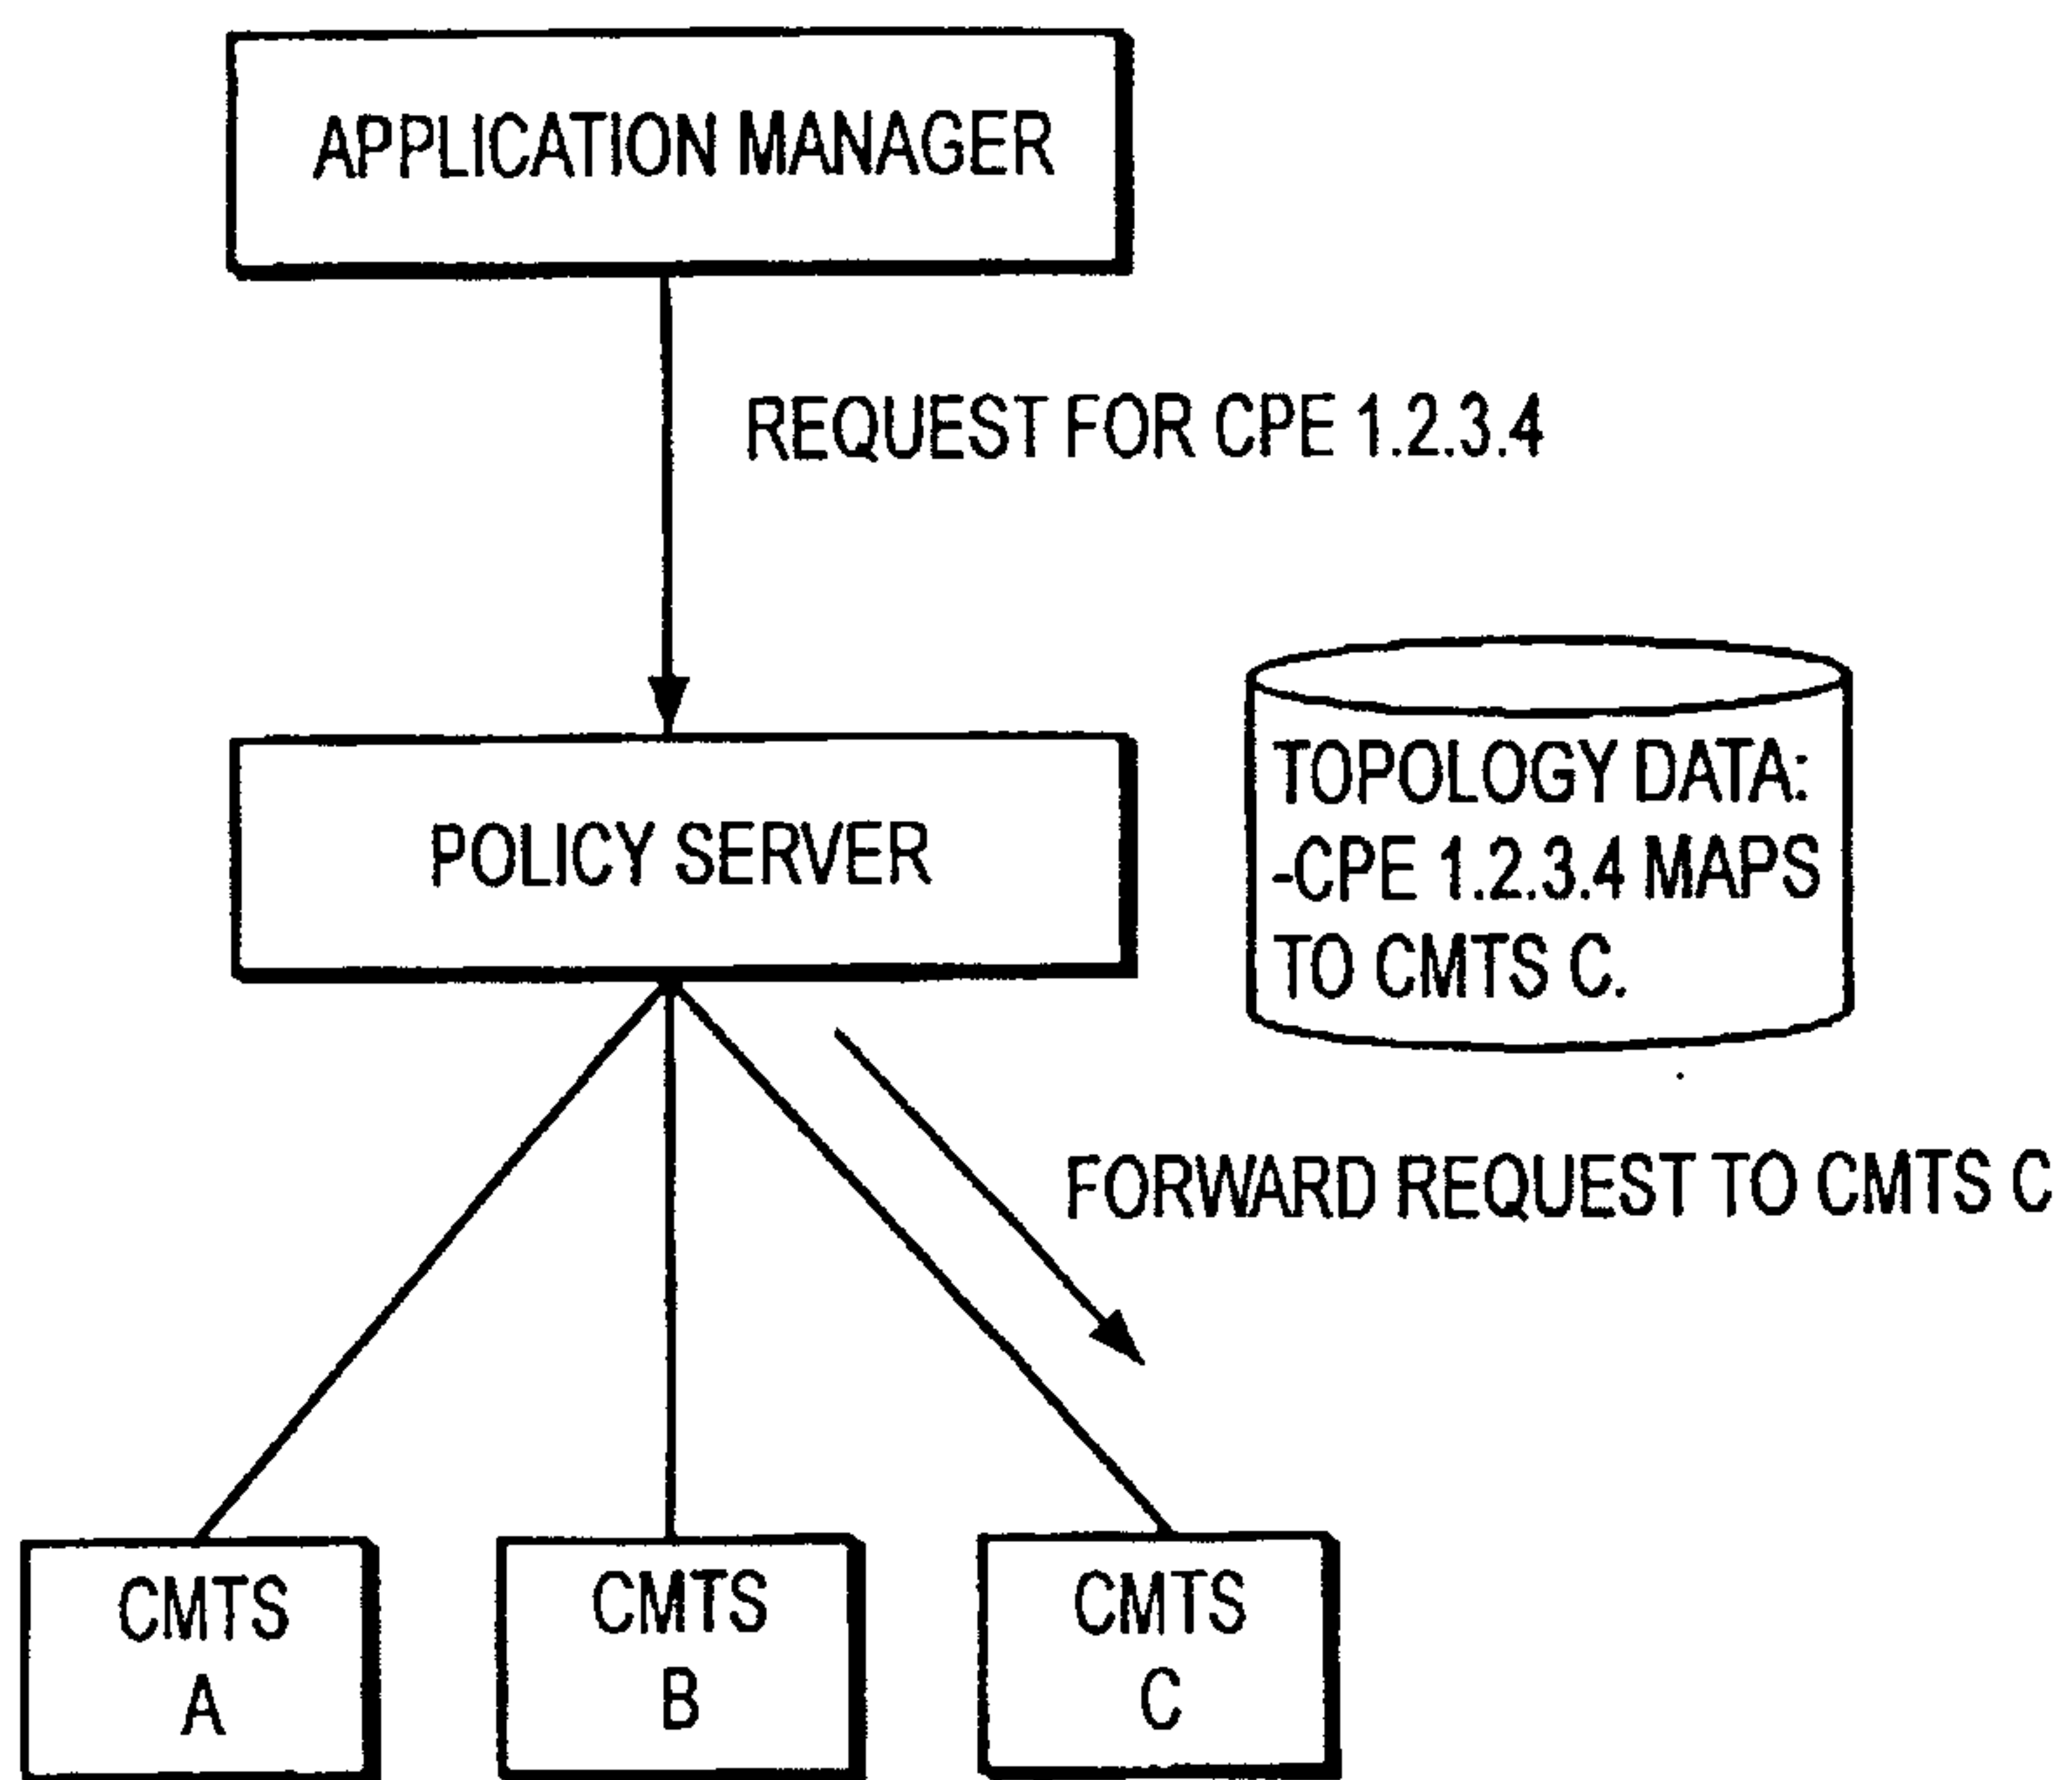 APPLICATION MANAGER
REQUEST FOR CPE 1.2.3.4
POLICY SERVER
TOPOLOGY DATA:
-CPE 1.2.3.4 MAPS
TO CMTS C.
FORWARD REQUEST TO CMTS C
CMTS
A
CMTS
B
CMTS
C